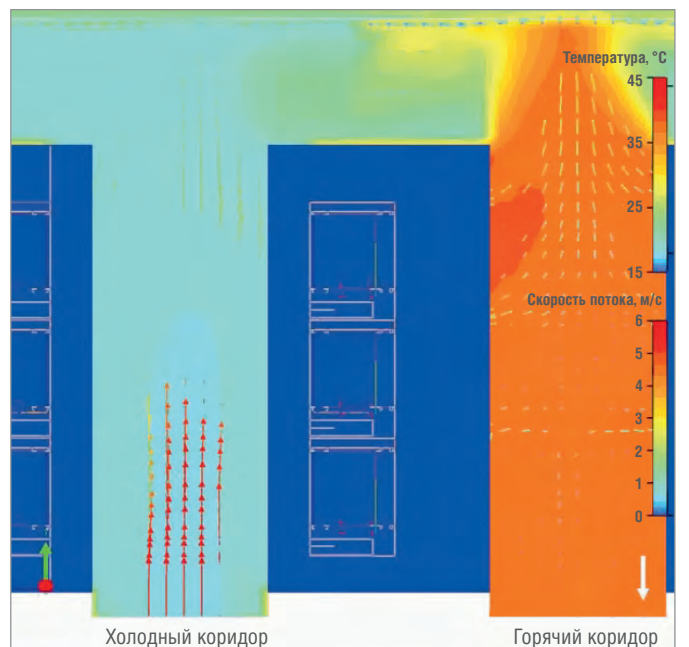 Температура, °C
45
35
25
15
Скорость потока, м/с
6
5
4
3
2
1
0
Холодный коридор
Горячий коридор